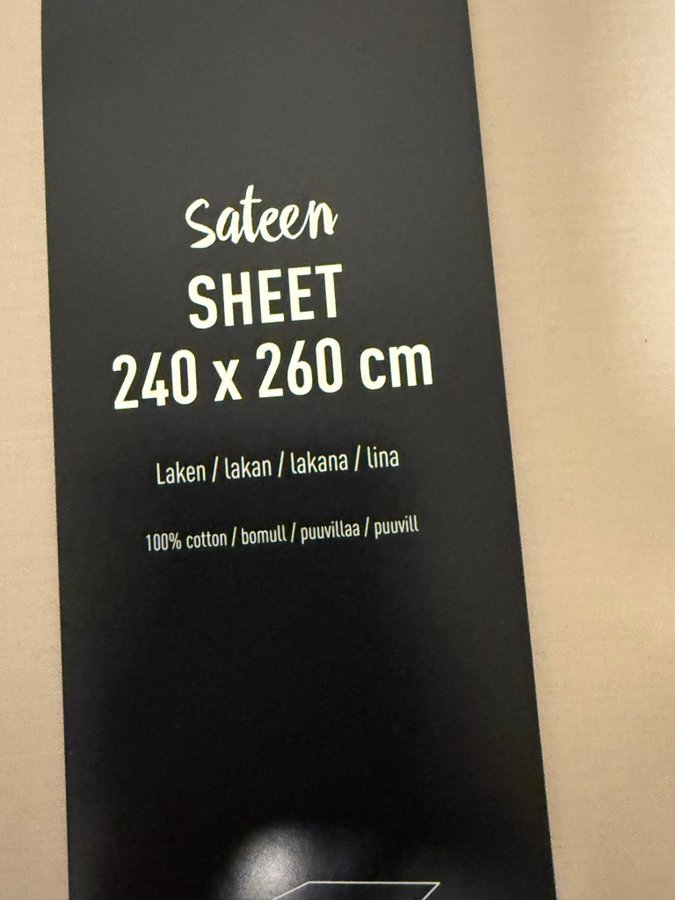 Sateen
SHEET
240 x 260 cm
Laken / lakan / lakana / lina
100% cotton / bomull / puuvillaa / puuvill